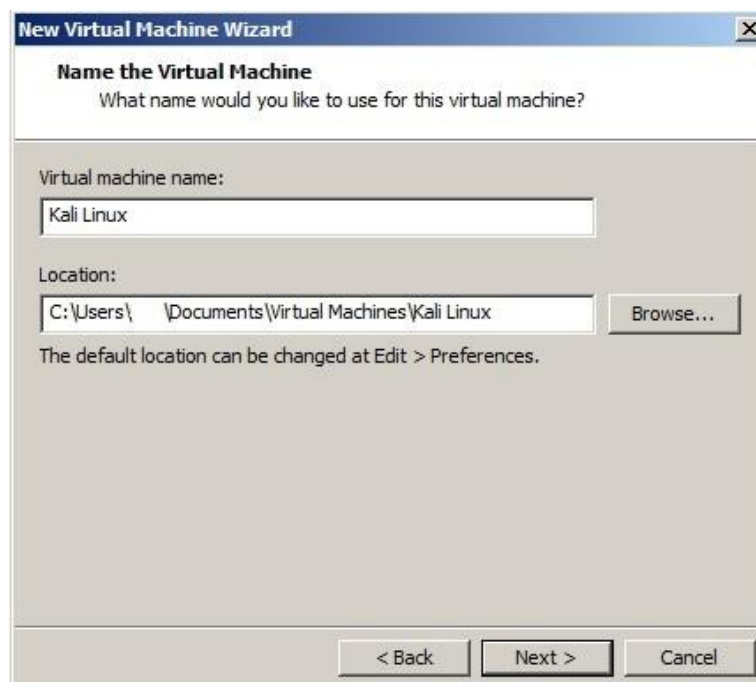 New Virtual Machine Wizard
Name the Virtual Machine
What name would you like to use for this virtual machine?
Virtual machine name:
Kali Linux
Location:
C:\Users\      \Documents\Virtual Machines\Kali Linux
Browse...
The default location can be changed at Edit > Preferences.
< Back
Next >
Cancel